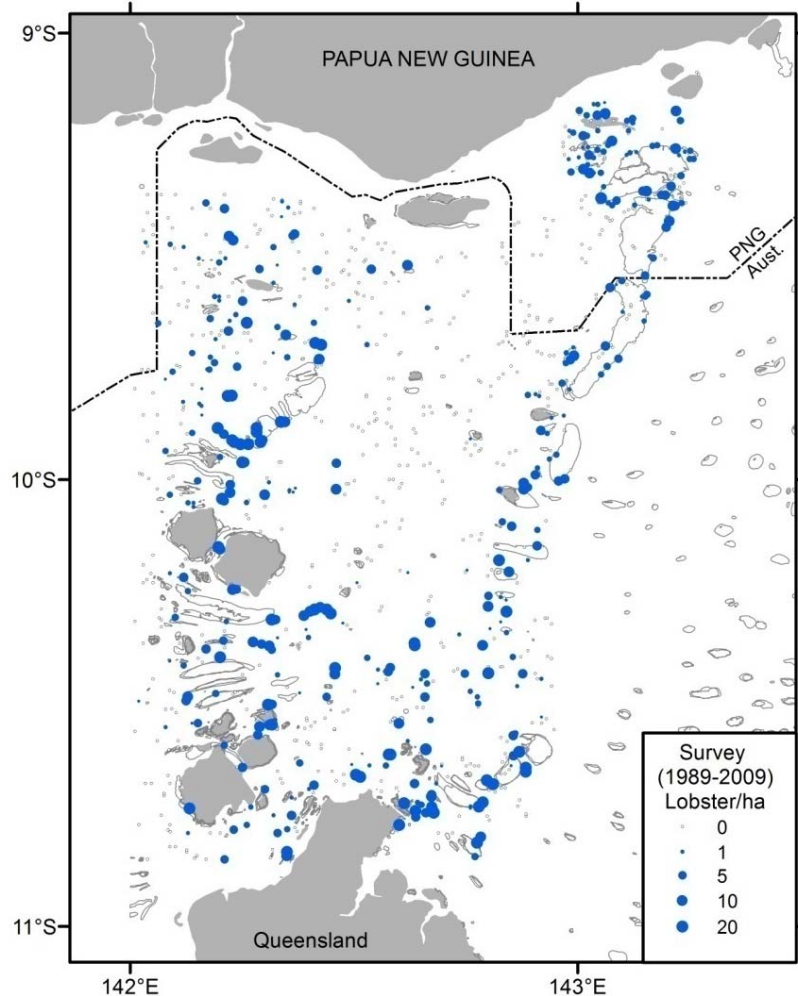 9°S
PAPUA NEW GUINEA
PNG
Aust.
10°S
Survey
(1989-2009)
Lobster/ha
0
1
5
10
20
11°S
Queensland
142°E
143°E